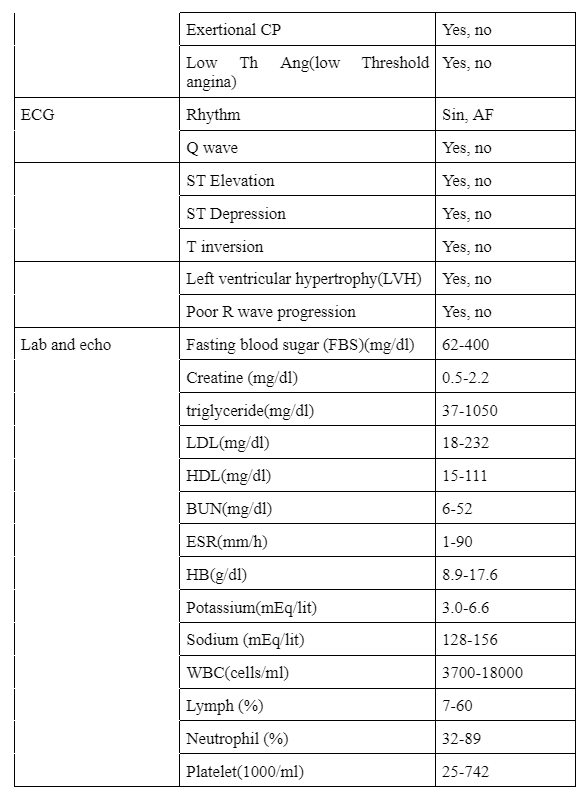 Exertional CP Yes, no
Low Th Ang(low Threshold Yes, no
angina)
ECG Rhythm Sin, AF
Q wave Yes, no
ST Elevation Yes, no
ST Depression Yes, no
T inversion Yes, no
Left ventricular hypertrophy(LVH) Yes, no
Poor R wave progression Yes, no
Lab and echo Fasting blood sugar (FBS)(mg/dl) 62-400
Creatine (mg/dl) 0.5-2.2
triglyceride(mg/dl) 37-1050
LDL(mg/dl) 18-232
HDL(mg/dl) 15-111
BUN(mg/dl) 6-52
ESR(mm/h) 1-90
HB(g/dl) 8.9-17.6
Potassium(mEq/lit) 3.0-6.6
Sodium (mEq/lit) 128-156
WBC(cells/ml) 3700-18000
Lymph (%) 7-60
Neutrophil (%) 32-89
Platelet(1000/ml) 25-742